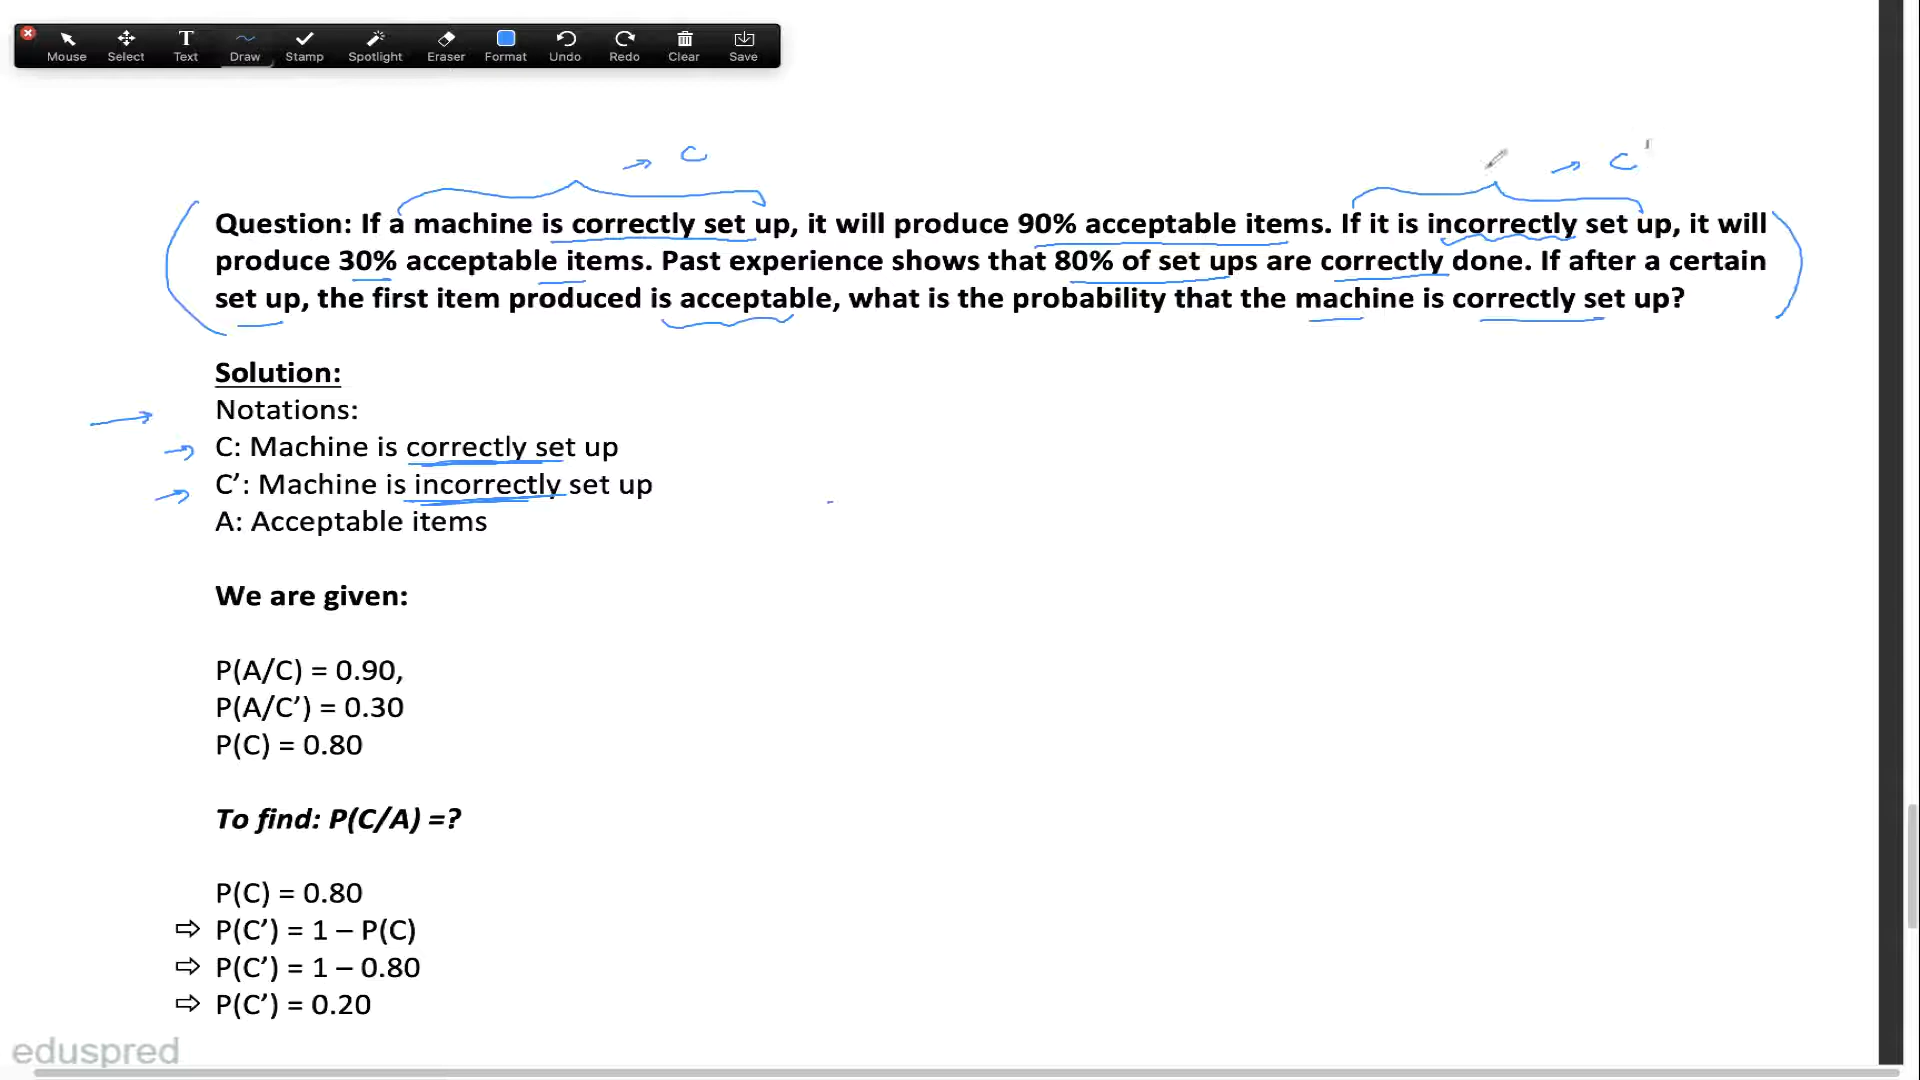 Mouse Select Text Draw Stamp Spotlight Eraser Format Undo Redo Clear Save
→ C → C'
Question: If a machine is correctly set up, it will produce 90% acceptable items. If it is incorrectly set up, it will
produce 30% acceptable items. Past experience shows that 80% of set ups are correctly done. If after a certain
set up, the first item produced is acceptable, what is the probability that the machine is correctly set up?
Solution:
Notations:
C: Machine is correctly set up
C’: Machine is incorrectly set up
A: Acceptable items
We are given:
P(A/C) = 0.90,
P(A/C’) = 0.30
P(C) = 0.80
To find: P(C/A) =?
P(C) = 0.80
⇨ P(C’) = 1 – P(C)
⇨ P(C’) = 1 – 0.80
⇨ P(C’) = 0.20
eduspred